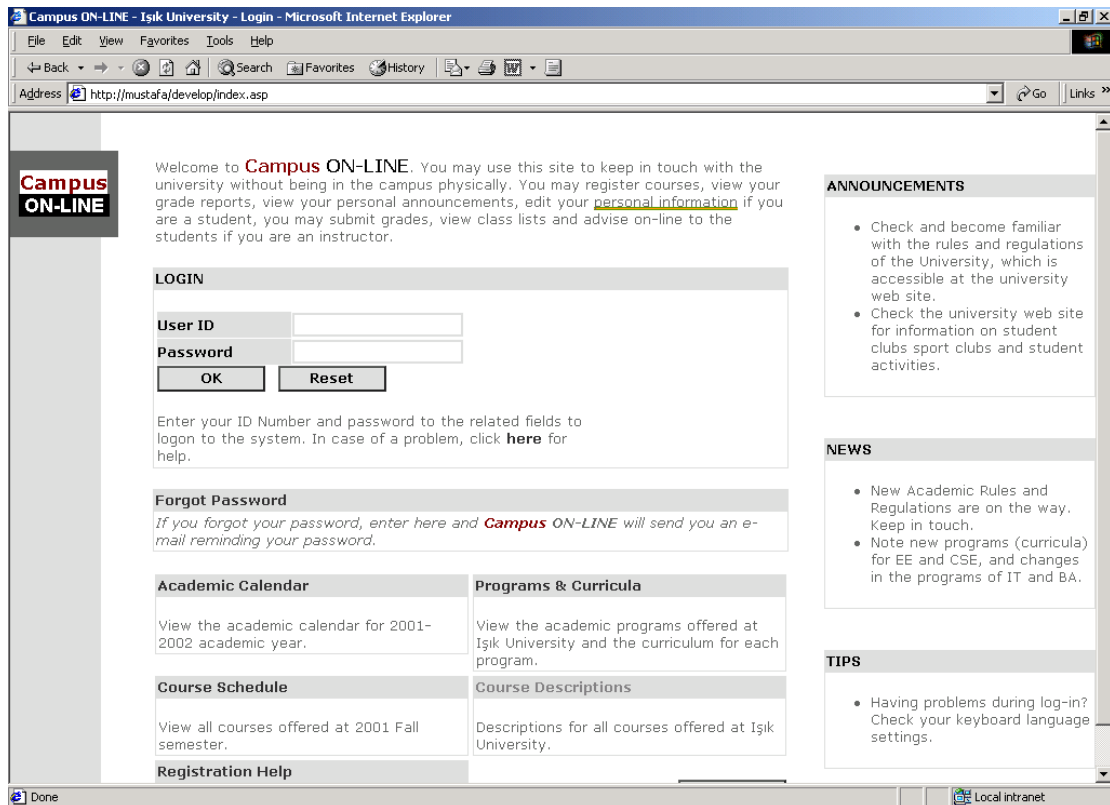 Campus ON-LINE - Işık University - Login - Microsoft Internet Explorer
File Edit View Favorites Tools Help
Back Search Favorites History
Address http://mustafa/develop/index.asp Go Links »
Campus
ON-LINE
Welcome to Campus ON-LINE. You may use this site to keep in touch with the
university without being in the campus physically. You may register courses, view your
grade reports, view your personal announcements, edit your personal information if you
are a student, you may submit grades, view class lists and advise on-line to the
students if you are an instructor.
LOGIN
User ID
Password
OK Reset
Enter your ID Number and password to the related fields to
logon to the system. In case of a problem, click here for
help.
Forgot Password
If you forgot your password, enter here and Campus ON-LINE will send you an e-
mail reminding your password.
Academic Calendar
View the academic calendar for 2001-
2002 academic year.
Programs & Curricula
View the academic programs offered at
Işık University and the curriculum for each
program.
Course Schedule
View all courses offered at 2001 Fall
semester.
Course Descriptions
Descriptions for all courses offered at Işık
University.
Registration Help
ANNOUNCEMENTS
• Check and become familiar
with the rules and regulations
of the University, which is
accessible at the university
web site.
• Check the university web site
for information on student
clubs sport clubs and student
activities.
NEWS
• New Academic Rules and
Regulations are on the way.
Keep in touch.
• Note new programs (curricula)
for EE and CSE, and changes
in the programs of IT and BA.
TIPS
• Having problems during log-in?
Check your keyboard language
settings.
Done Local intranet